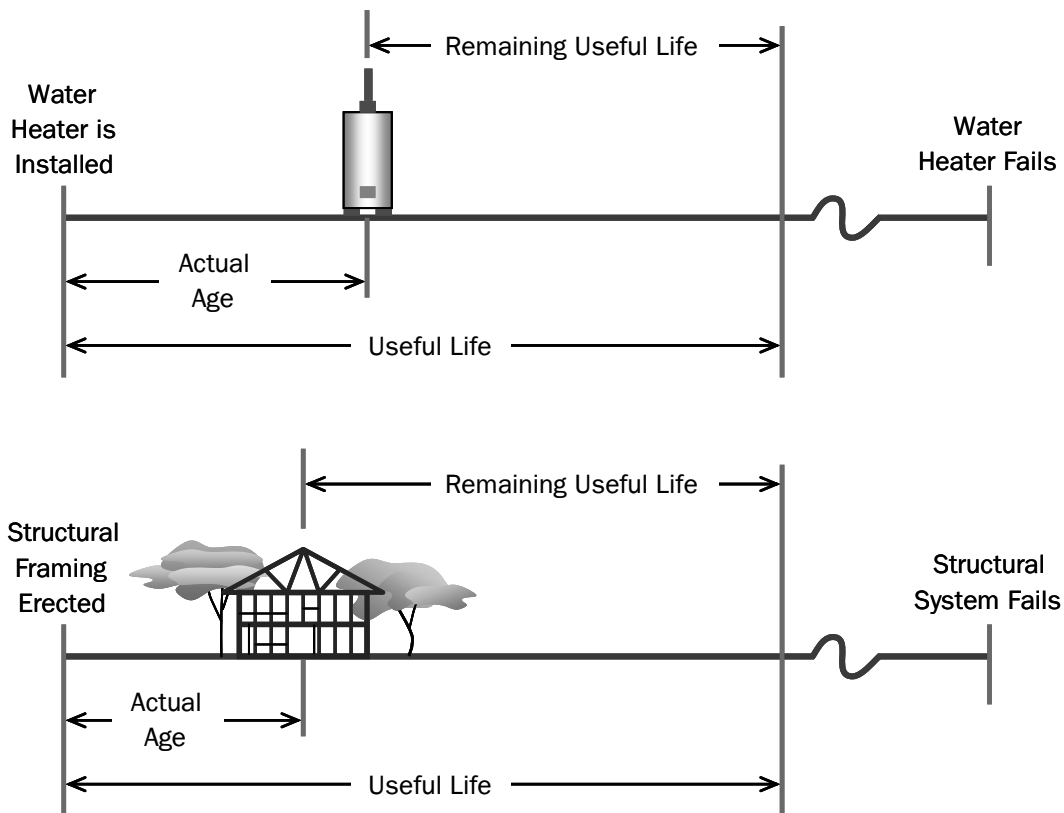 Remaining Useful Life
Water
Heater is
Installed
Water
Heater Fails
Actual
Age
Useful Life
Remaining Useful Life
Structural
Framing
Erected
Structural
System Fails
Actual
Age
Useful Life